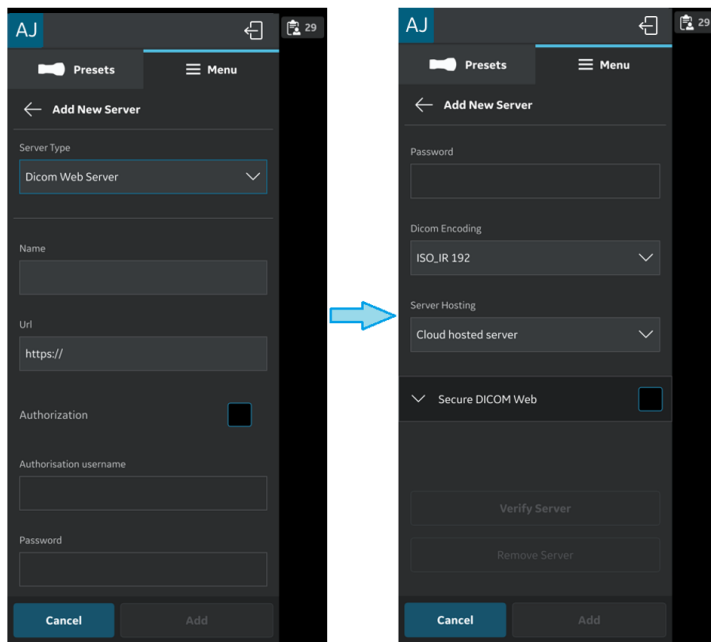 AJ
29
Presets
Menu
Add New Server
Server Type
Dicom Web Server
Name
Url
https://
Authorization
Authorisation username
Password
Cancel
Add
AJ
29
Presets
Menu
Add New Server
Password
Dicom Encoding
ISO_IR 192
Server Hosting
Cloud hosted server
Secure DICOM Web
Verify Server
Remove Server
Cancel
Add